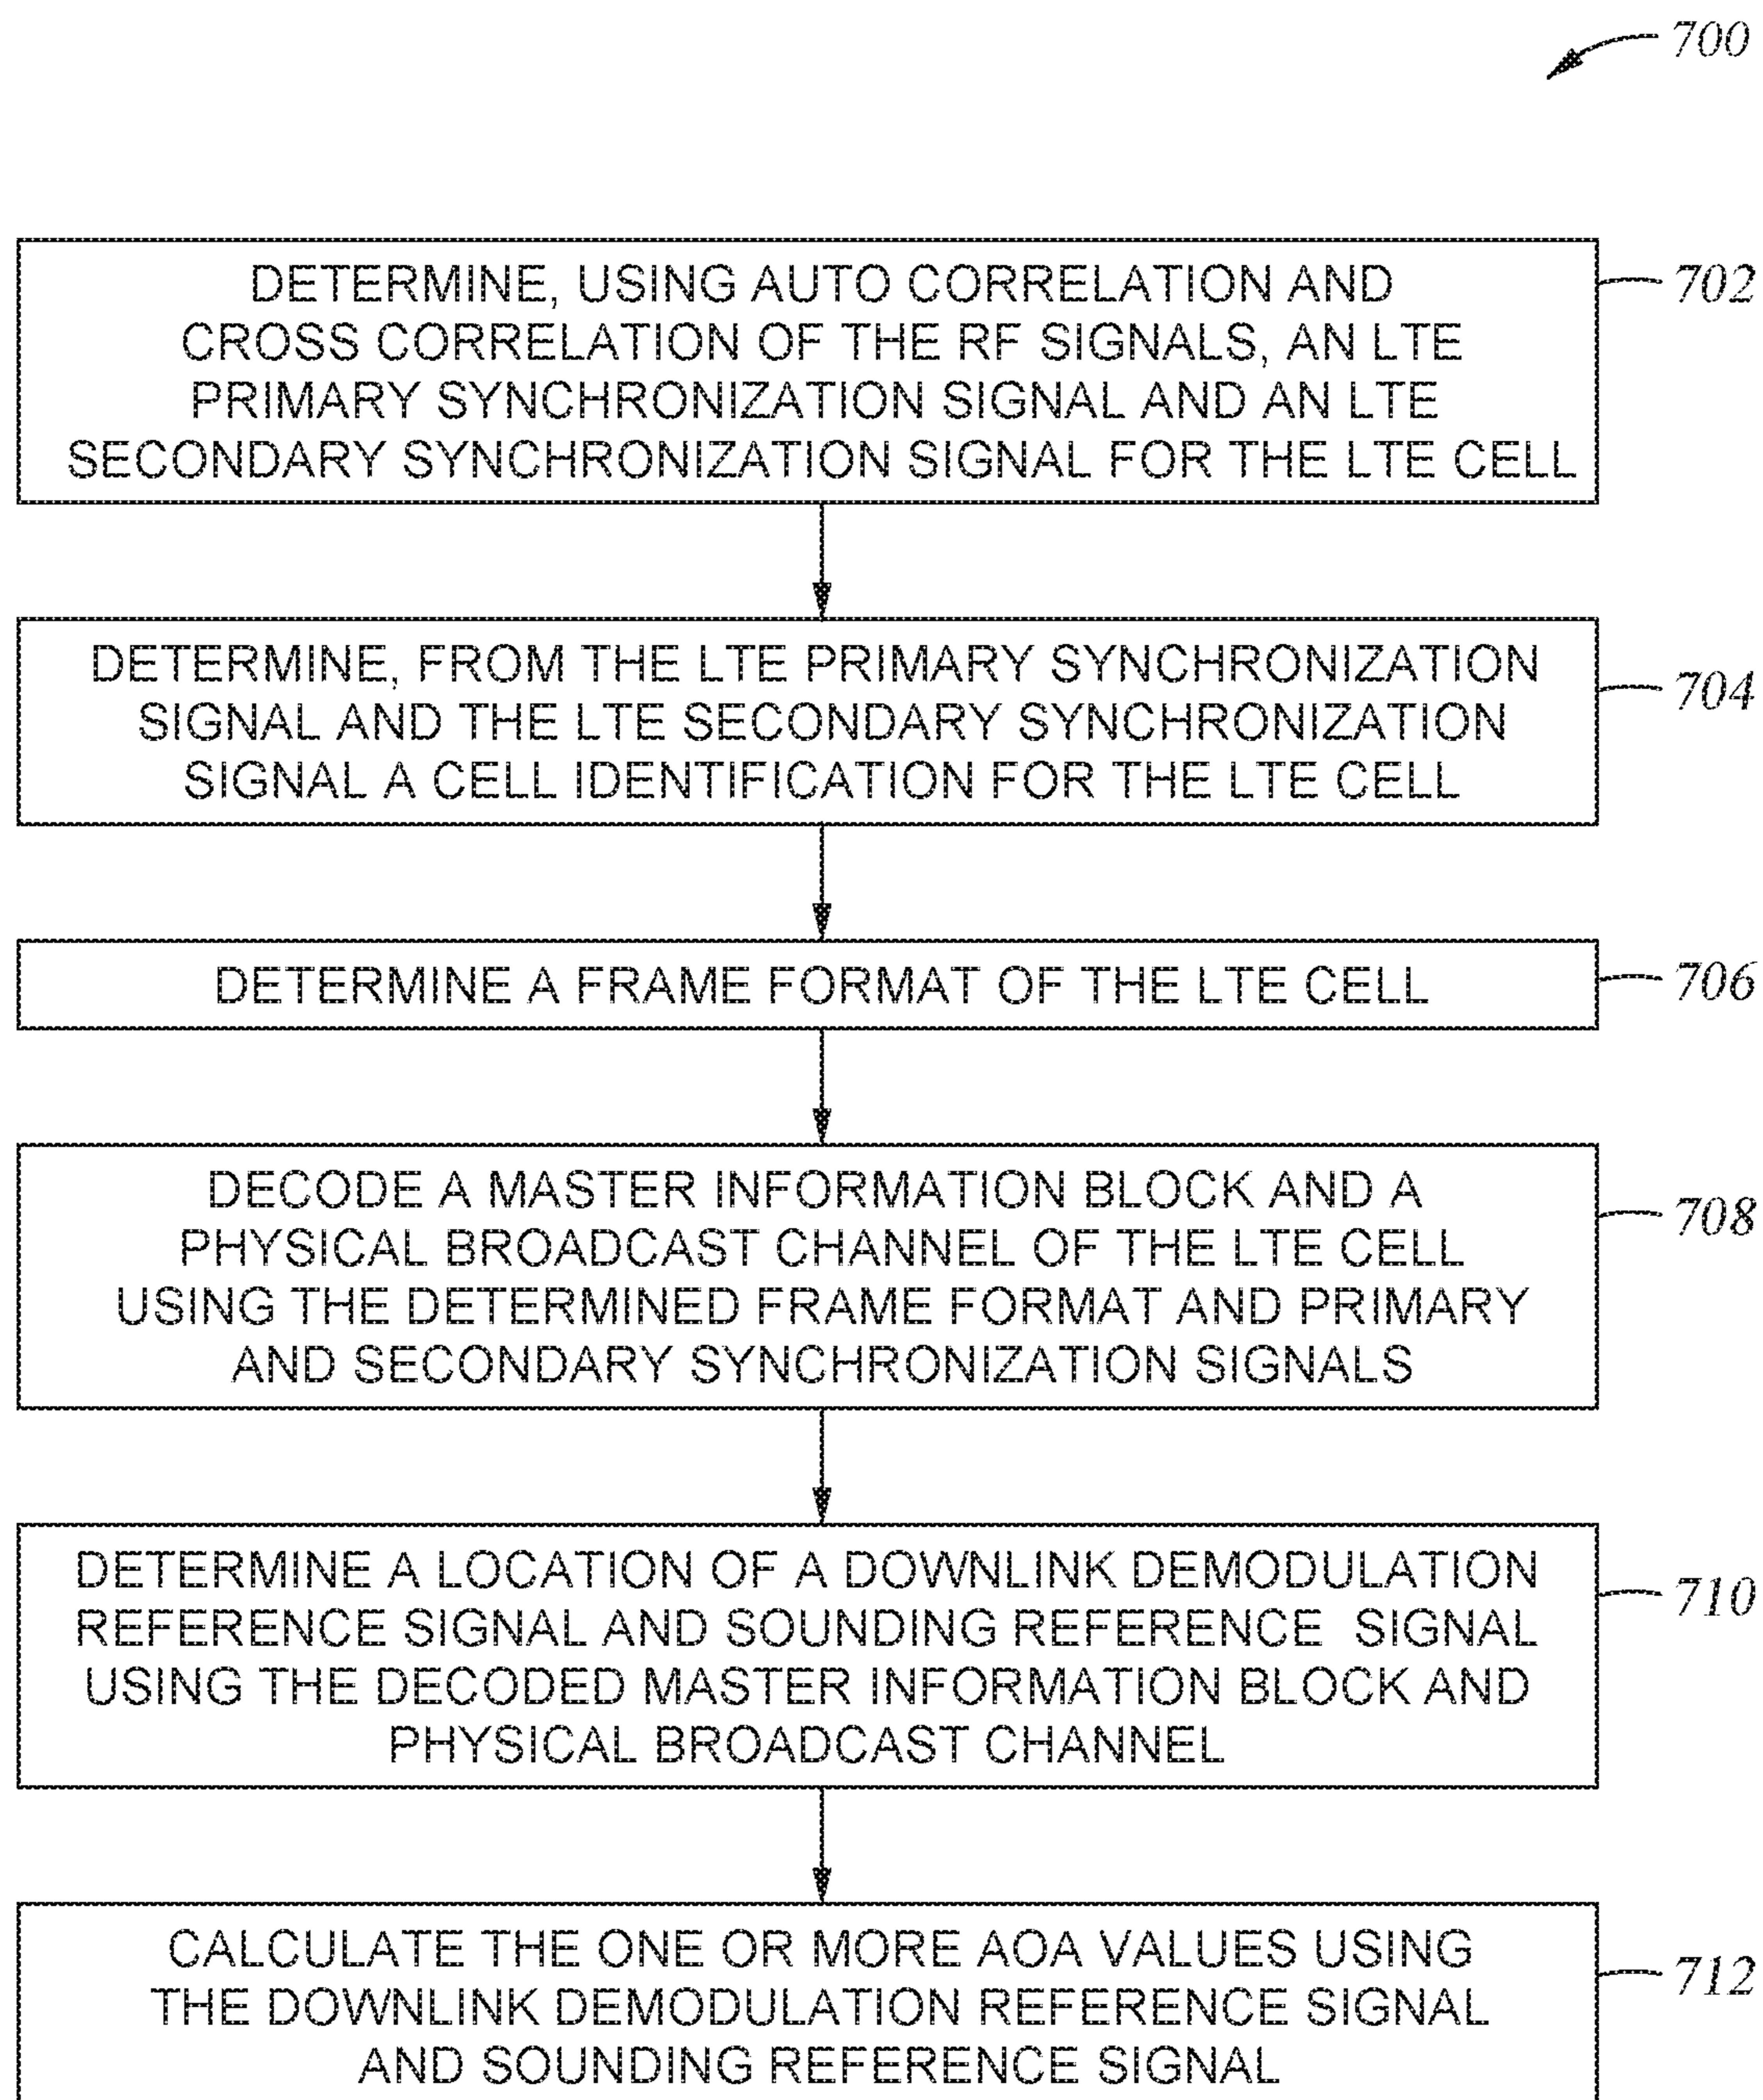 700
DETERMINE, USING AUTO CORRELATION AND
CROSS CORRELATION OF THE RF SIGNALS, AN LTE
PRIMARY SYNCHRONIZATION SIGNAL AND AN LTE
SECONDARY SYNCHRONIZATION SIGNAL FOR THE LTE CELL
702
DETERMINE, FROM THE LTE PRIMARY SYNCHRONIZATION
SIGNAL AND THE LTE SECONDARY SYNCHRONIZATION
SIGNAL A CELL IDENTIFICATION FOR THE LTE CELL
704
DETERMINE A FRAME FORMAT OF THE LTE CELL
706
DECODE A MASTER INFORMATION BLOCK AND A
PHYSICAL BROADCAST CHANNEL OF THE LTE CELL
USING THE DETERMINED FRAME FORMAT AND PRIMARY
AND SECONDARY SYNCHRONIZATION SIGNALS
708
DETERMINE A LOCATION OF A DOWNLINK DEMODULATION
REFERENCE SIGNAL AND SOUNDING REFERENCE SIGNAL
USING THE DECODED MASTER INFORMATION BLOCK AND
PHYSICAL BROADCAST CHANNEL
710
CALCULATE THE ONE OR MORE AOA VALUES USING
THE DOWNLINK DEMODULATION REFERENCE SIGNAL
AND SOUNDING REFERENCE SIGNAL
712